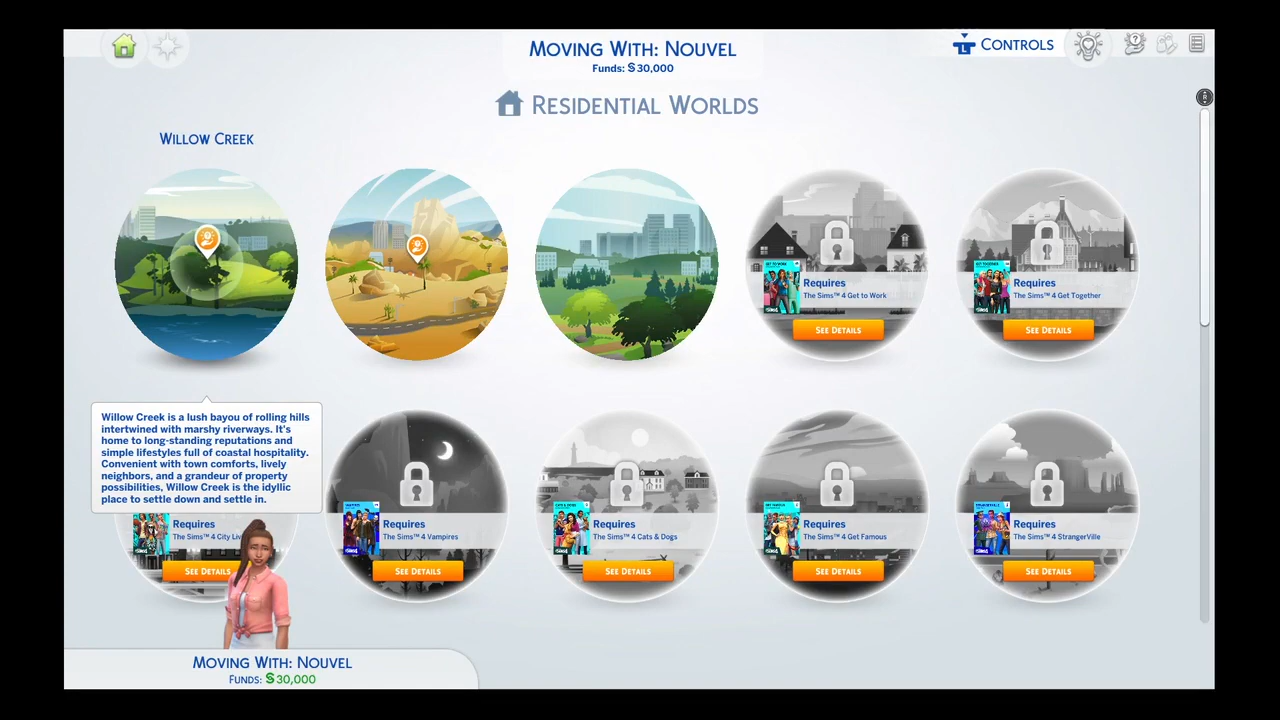 MOVING WITH: NOUVEL
Funds: §30,000
CONTROLS
RESIDENTIAL WORLDS
WILLOW CREEK
Requires
The Sims™ 4 Get to Work
SEE DETAILS
Requires
The Sims™ 4 Get Together
SEE DETAILS
Willow Creek is a lush bayou of rolling hills
intertwined with marshy riverways. It's
home to long-standing reputations and
simple lifestyles full of coastal hospitality.
Convenient with town comforts, lively
neighbors, and a grandeur of property
possibilities, Willow Creek is the idyllic
place to settle down and settle in.
Requires
The Sims™ 4 City
SEE DETAILS
Requires
The Sims™ 4 Vampires
SEE DETAILS
Requires
The Sims™ 4 Cats & Dogs
SEE DETAILS
Requires
The Sims™ 4 Get Famous
SEE DETAILS
Requires
The Sims™ 4 StrangerVille
SEE DETAILS
MOVING WITH: NOUVEL
FUNDS: §30,000